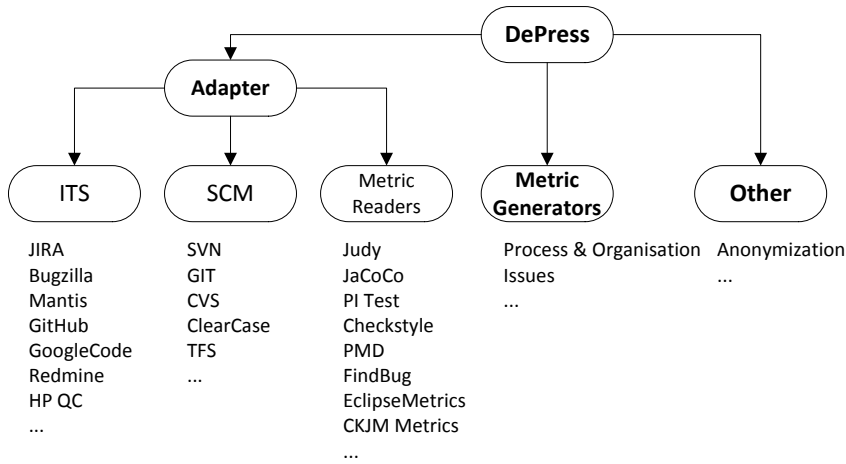 DePress
Adapter
ITS
SCM
Metric
Readers
Metric
Generators
Other
JIRA
Bugzilla
Mantis
GitHub
GoogleCode
Redmine
HP QC
...
SVN
GIT
CVS
ClearCase
TFS
...
Judy
JaCoCo
PI Test
Checkstyle
PMD
FindBug
EclipseMetrics
CKJM Metrics
...
Process & Organisation
Issues
...
Anonymization
...